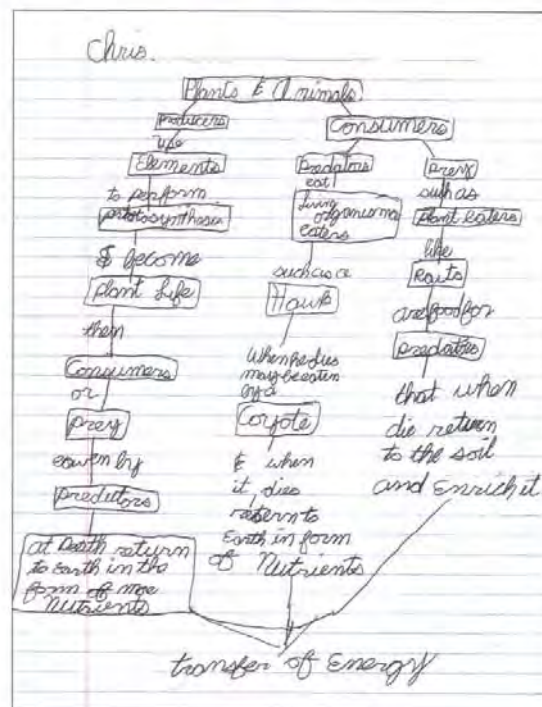 Chris.
Plants & Animals
Producers
use
Elements
to perform
photosynthesis
& become
Plant Life
then
Consumers
or
Prey
eaven by
Predutors
at Death return
to Earth in the
form of more
Nutrients
Consumers
Predators
eat
living
organisms
eaters
such as a
Hawk
When he dies
may be eaten
by a
Coyote
& when
it, dies
retern to
Earth in form
of Nutrients
prey
such as
plant eaters
like
are food for
predators
that when
die return
to the soil
and Enrich it
transfer of Energy